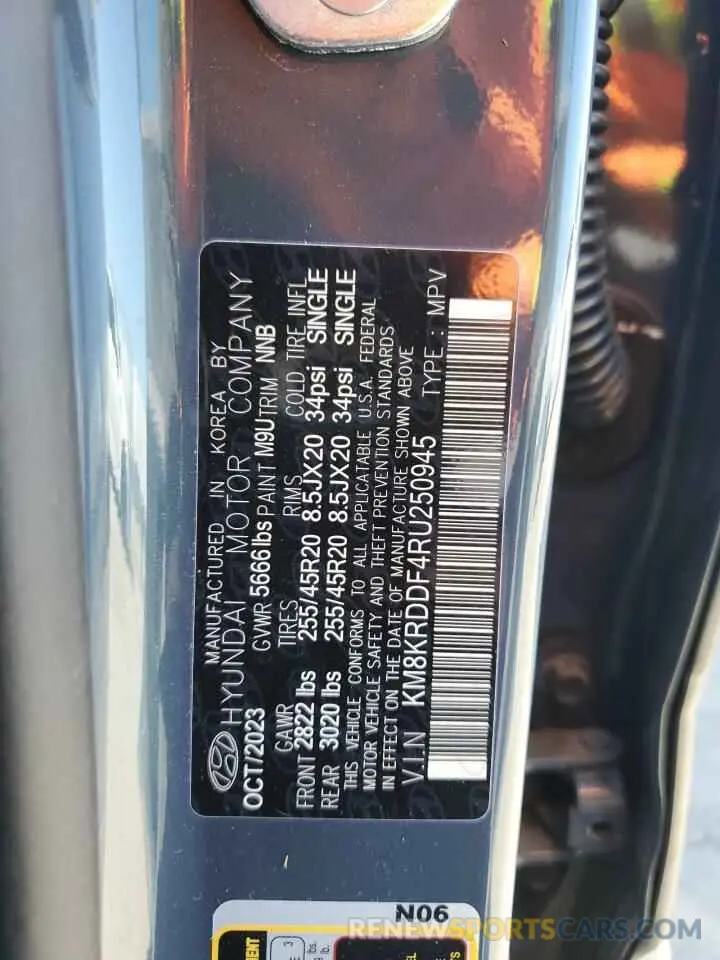 MANUFACTURED IN KOREA BY
HYUNDAI MOTOR COMPANY
OCT/2023 GVWR 5666 lbs PAINT M9U TRIM NNB
GAWR TIRES RIMS COLD TIRE INFL
FRONT 2822 lbs 255/45R20 8.5JX20 34psi SINGLE
REAR 3020 lbs 255/45R20 8.5JX20 34psi SINGLE
THIS VEHICLE CONFORMS TO ALL APPLICABLE U.S.A. FEDERAL
MOTOR VEHICLE SAFETY AND THEFT PREVENTION STANDARDS
IN EFFECT ON THE DATE OF MANUFACTURE SHOWN ABOVE
V.I.N KM8KRDDF4RU250945 TYPE : MPV
N06
RENEWSPORTSCARS.COM